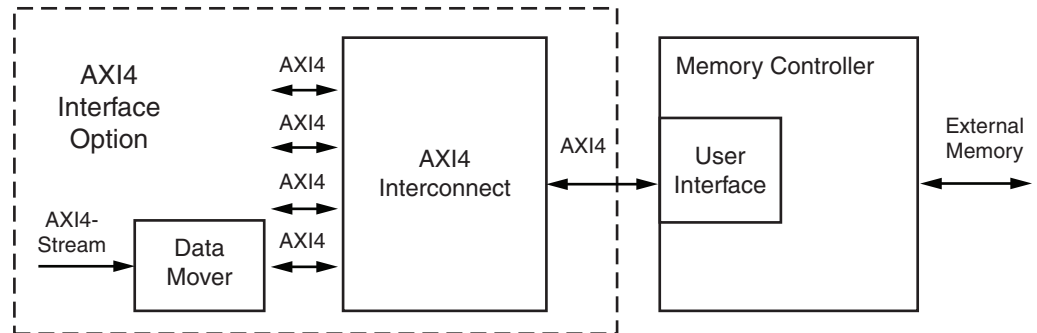 AXI4
Interface
Option
AXI4
AXI4
AXI4
AXI4
AXI4-
Stream
Data
Mover
AXI4
Interconnect
AXI4
Memory Controller
User
Interface
External
Memory